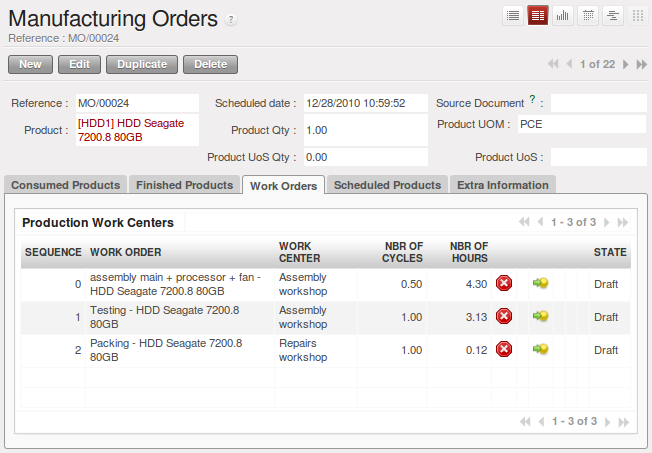 Manufacturing Orders ?
Reference : MO/00024
New Edit Duplicate Delete 1 of 22
Reference : MO/00024 Scheduled date : 12/28/2010 10:59:52 Source Document ? :
Product : [HDD1] HDD Seagate
7200.8 80GB
Product Qty : 1.00 Product UOM : PCE
Product UoS Qty : 0.00 Product UoS :
Consumed Products Finished Products Work Orders Scheduled Products Extra Information
Production Work Centers 1 - 3 of 3
SEQUENCE WORK ORDER WORK
CENTER
NBR OF
CYCLES
NBR OF
HOURS
STATE
0 assembly main + processor + fan -
HDD Seagate 7200.8 80GB
Assembly
workshop
0.50 4.30 Draft
1 Testing - HDD Seagate 7200.8
80GB
Assembly
workshop
1.00 3.13 Draft
2 Packing - HDD Seagate 7200.8
80GB
Repairs
workshop
1.00 0.12 Draft
1 - 3 of 3